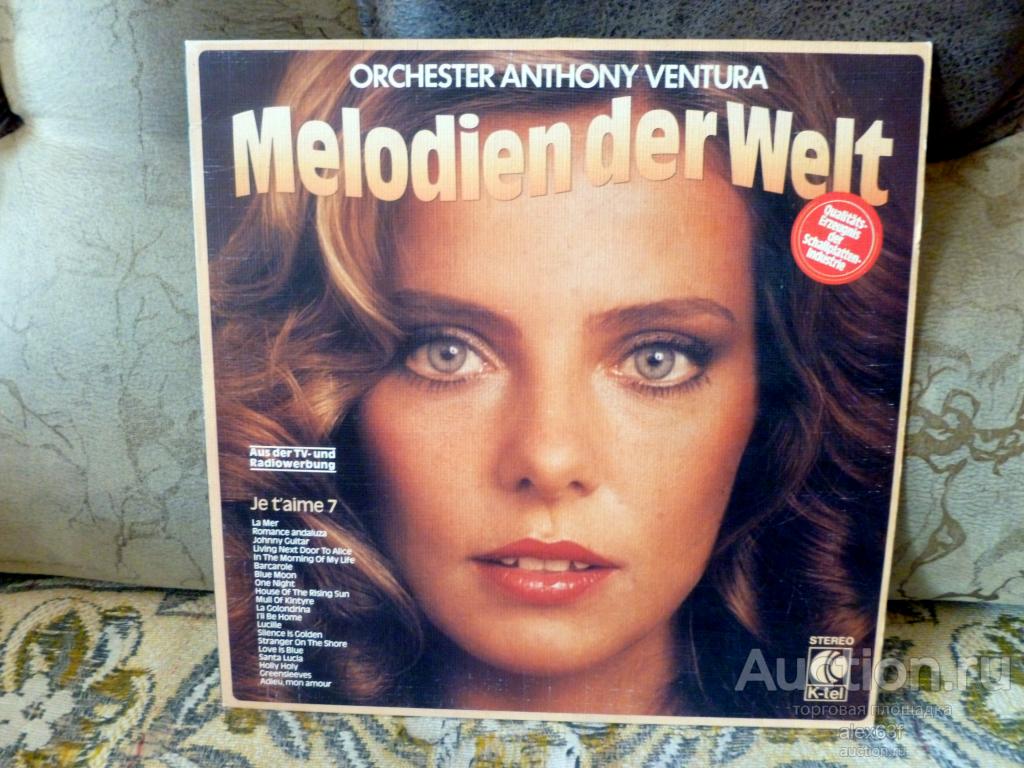 ORCHESTER ANTHONY VENTURA
Melodien der Welt
Qualitäts-
Erzeugnis
der
Schallplatten-
Industrie
Aus der TV- und
Radiowerbung
Je t'aime 7
La Mer
Romance andaluza
Johnny Guitar
Living Next Door To Alice
In The Morning Of My Life
Barcarole
Blue Moon
One Night
House Of The Rising Sun
Mull Of Kintyre
La Golondrina
I'll Be Home
Lucille
Silence is Golden
Stranger On The Shore
Love is Blue
Santa Lucia
Holly Holy
Greensleeves
Adieu, mon amour
STEREO
K-tel
Auction.ru
торговая площадка
alex63f
auction.ru